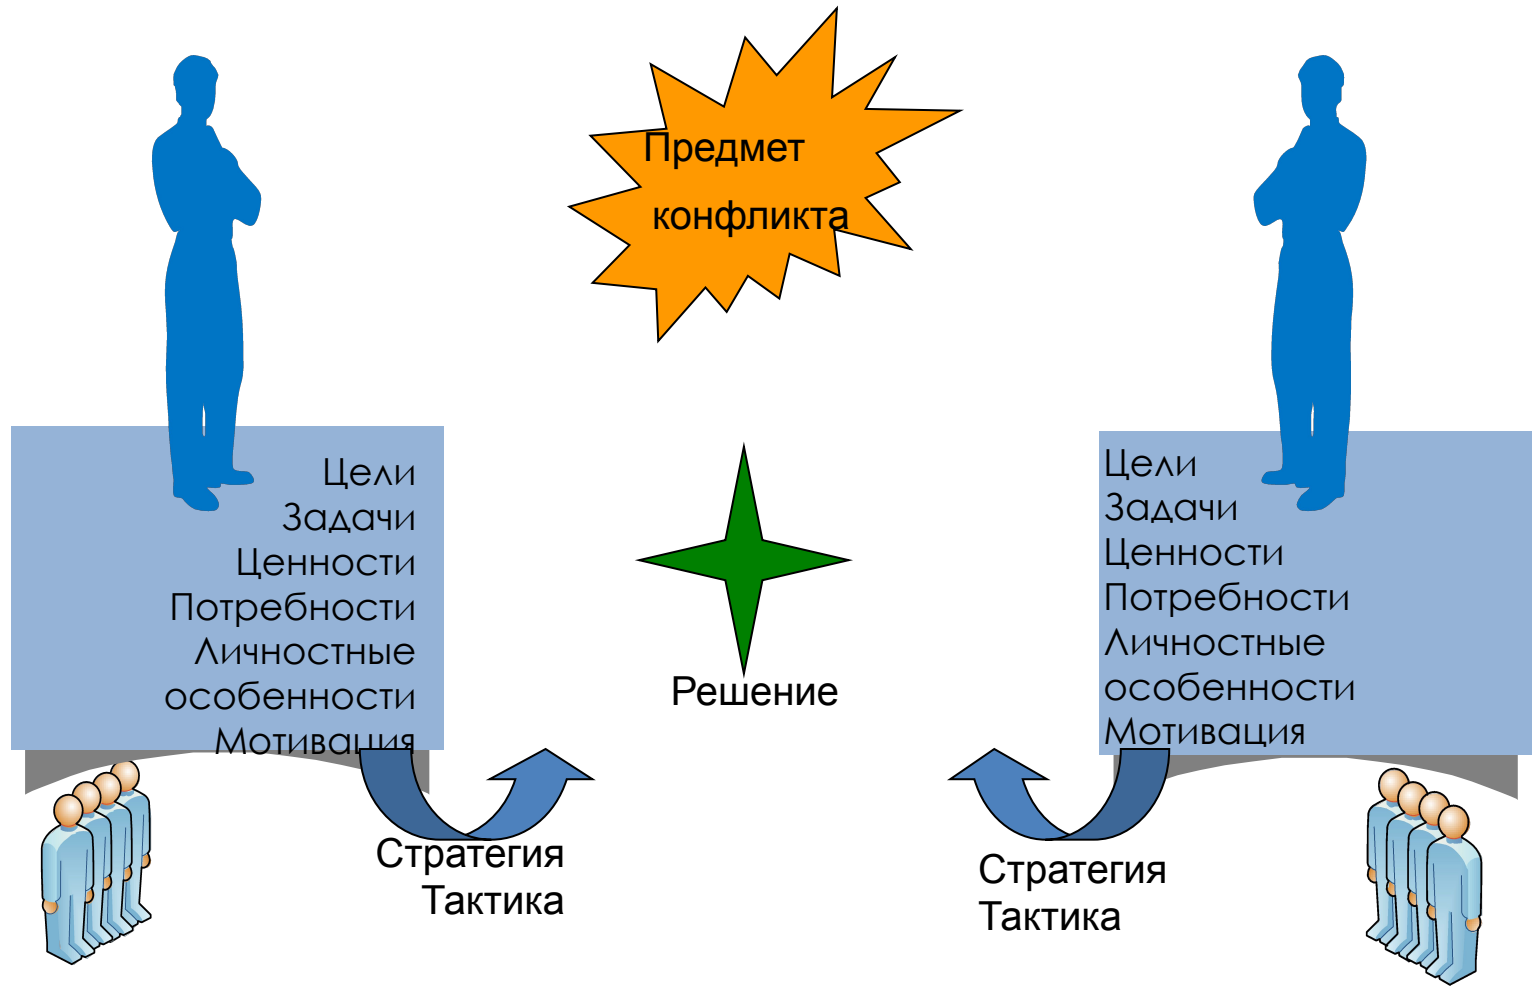 Предмет
конфликта
Цели
Задачи
Ценности
Потребности
Личностные
особенности
Мотивация
Цели
Задачи
Ценности
Потребности
Личностные
особенности
Мотивация
Решение
Стратегия
Тактика
Стратегия
Тактика